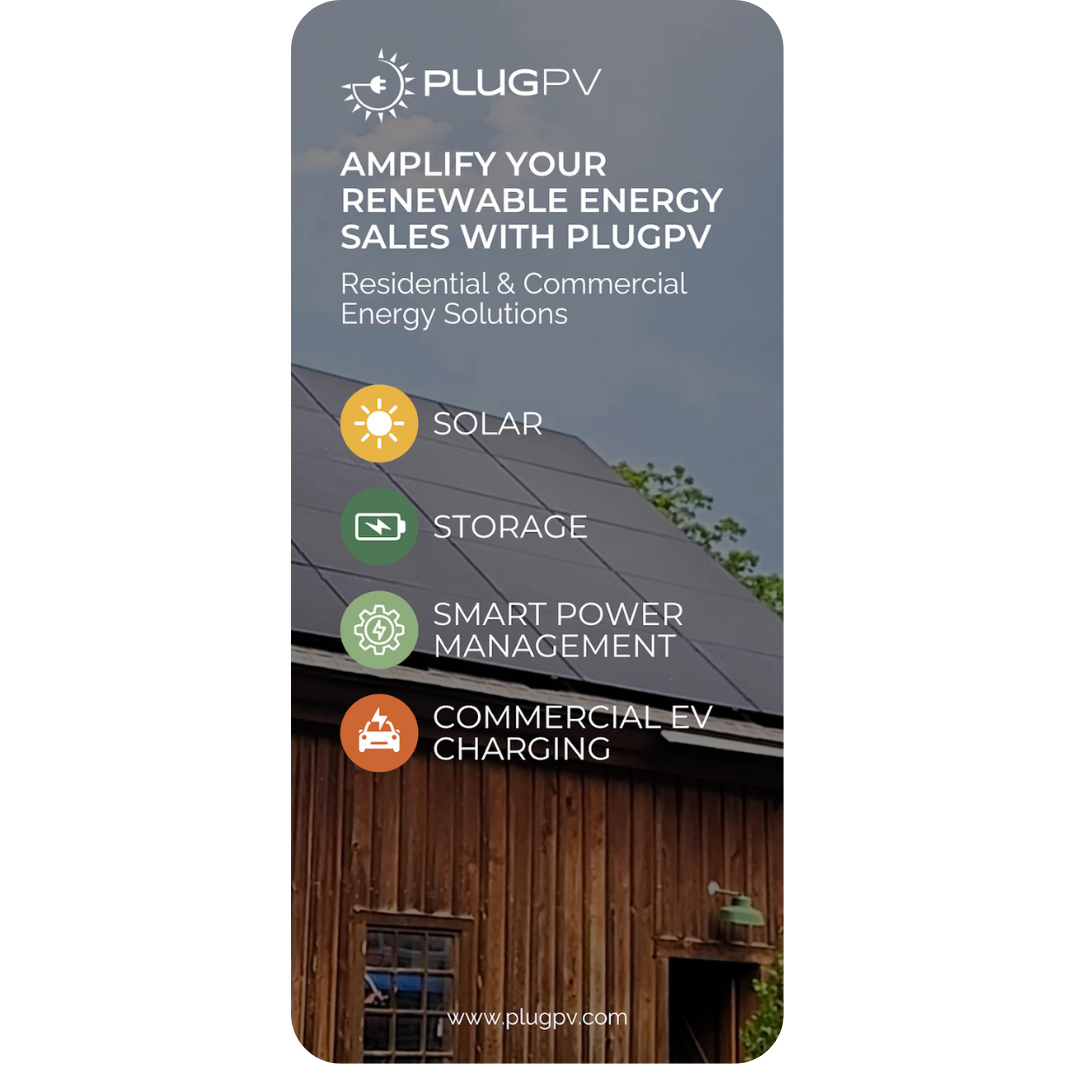 PLUGPV
AMPLIFY YOUR
RENEWABLE ENERGY
SALES WITH PLUGPV
Residential & Commercial
Energy Solutions
SOLAR
STORAGE
SMART POWER
MANAGEMENT
COMMERCIAL EV
CHARGING
www.plugpv.com